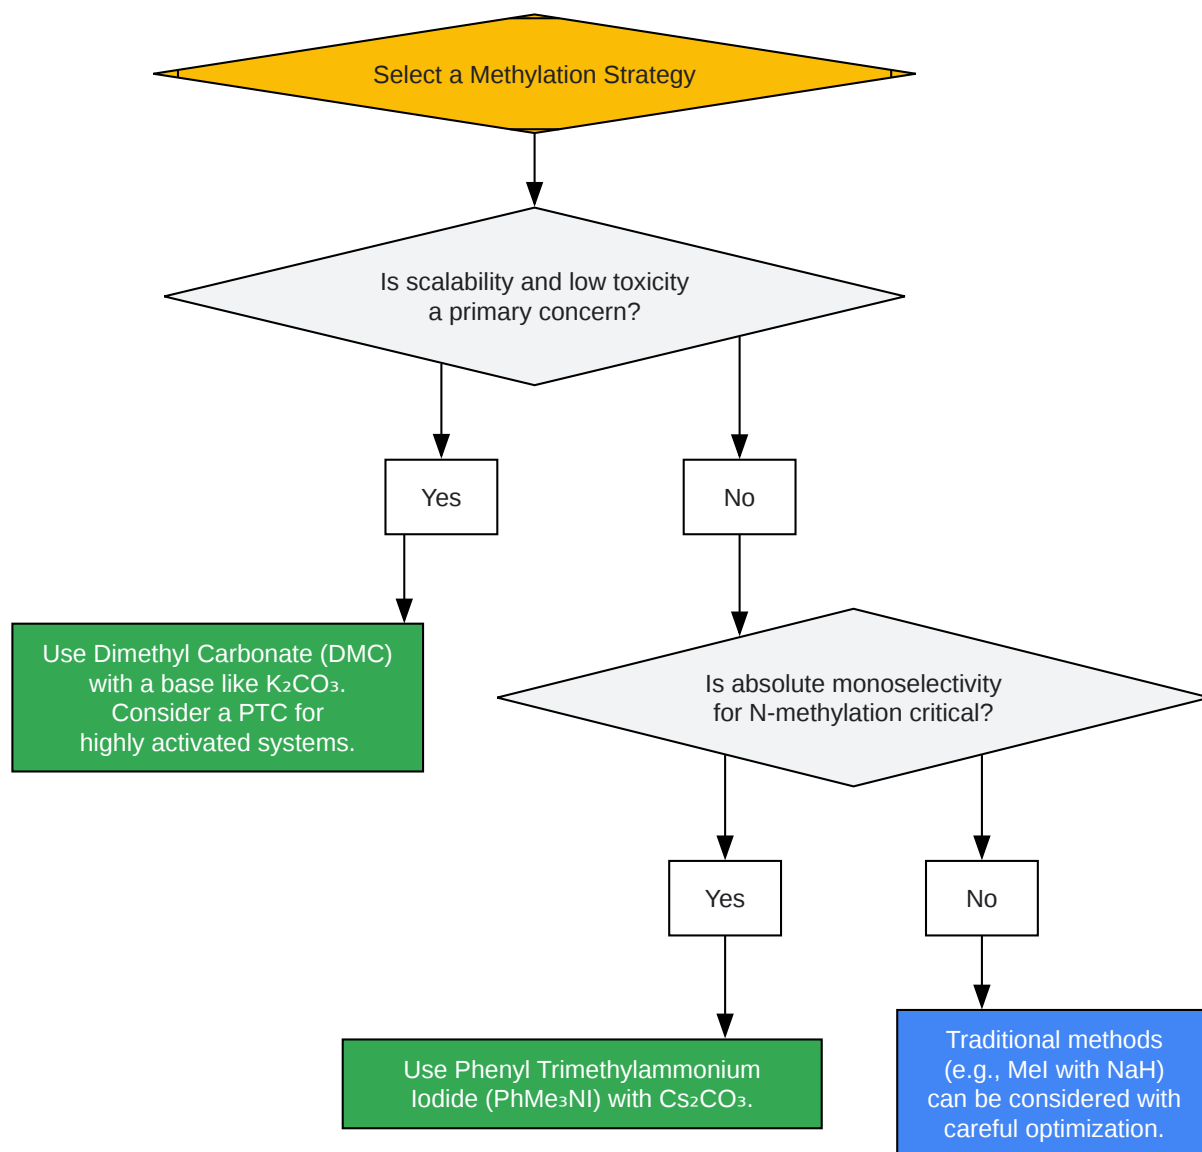 Select a Methylation Strategy
Is scalability and low toxicity
a primary concern?
Yes
No
Use Dimethyl Carbonate (DMC)
with a base like K₂CO₃.
Consider a PTC for
highly activated systems.
Is absolute monoselectivity
for N-methylation critical?
Yes
No
Use Phenyl Trimethylammonium
Iodide (PhMe₃NI) with Cs₂CO₃.
Traditional methods
(e.g., MeI with NaH)
can be considered with
careful optimization.